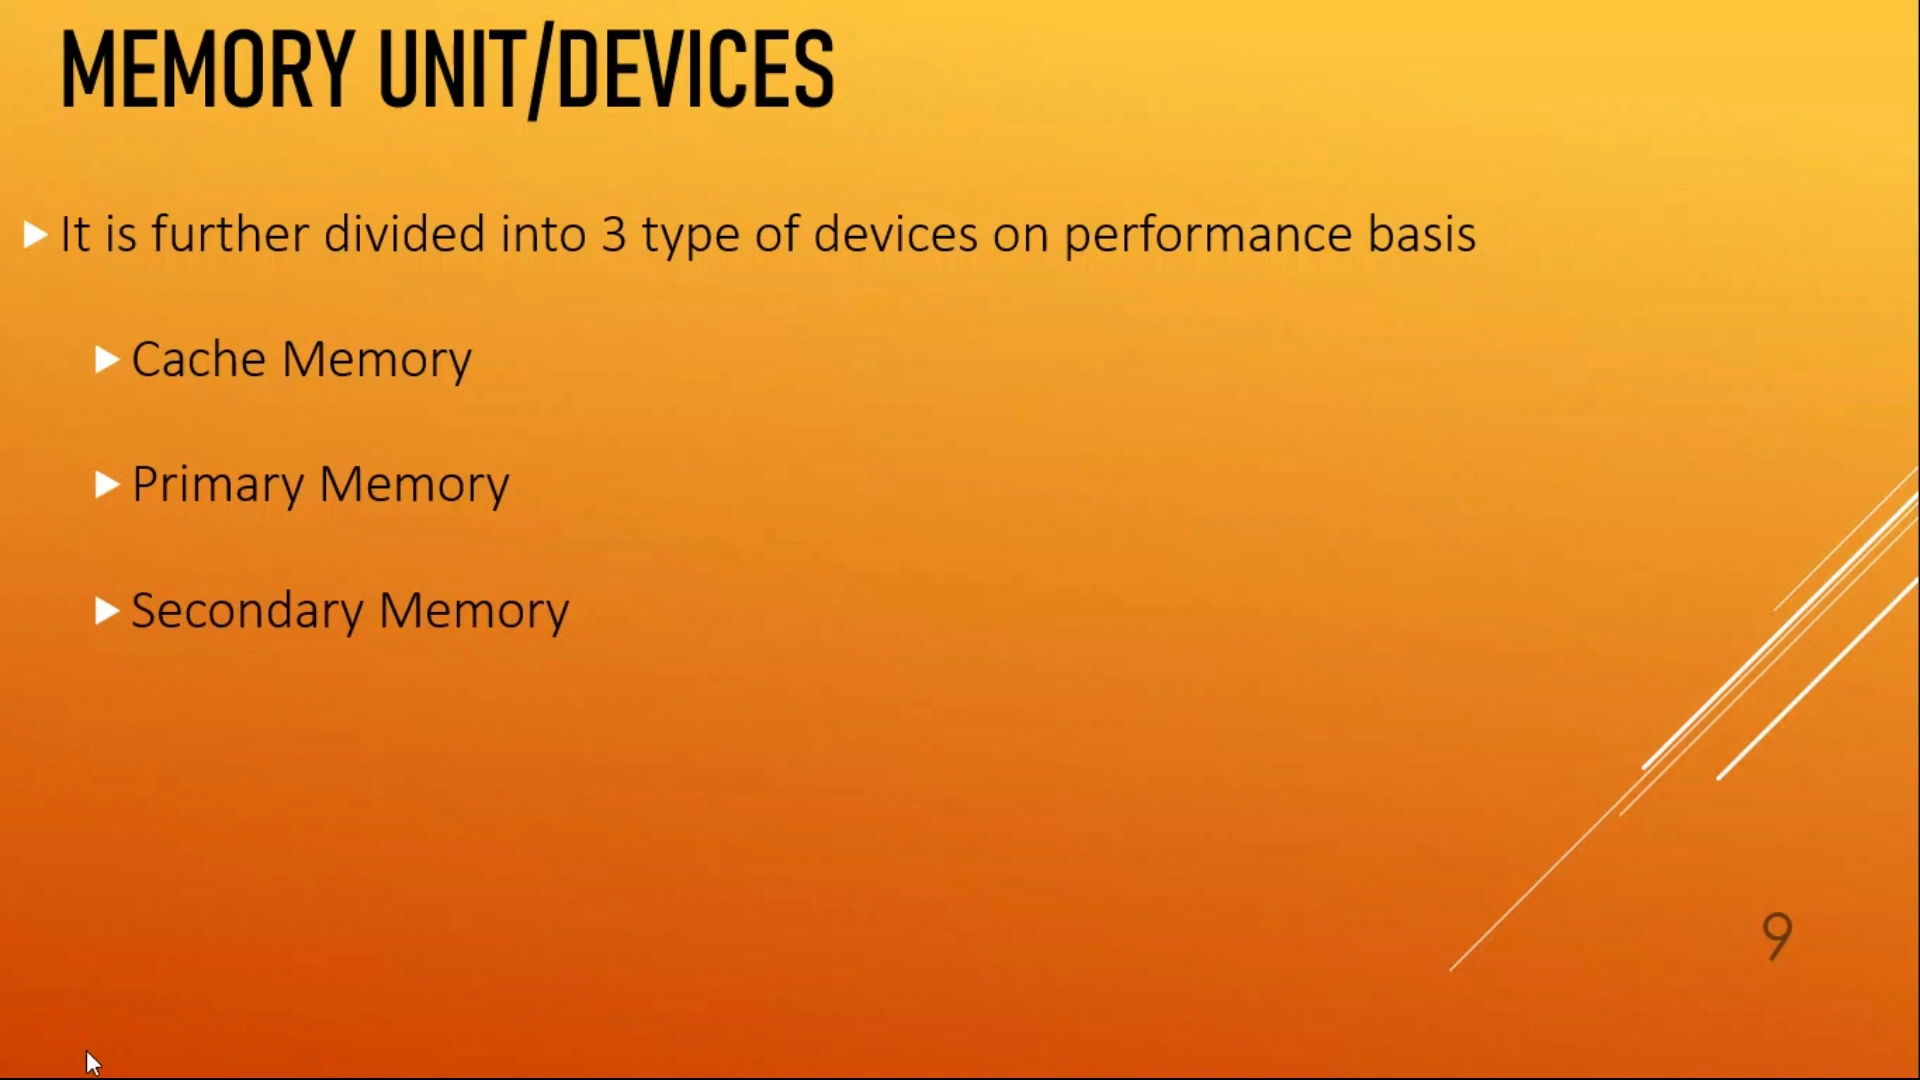 MEMORY UNIT/DEVICES
It is further divided into 3 type of devices on performance basis
Cache Memory
Primary Memory
Secondary Memory
9